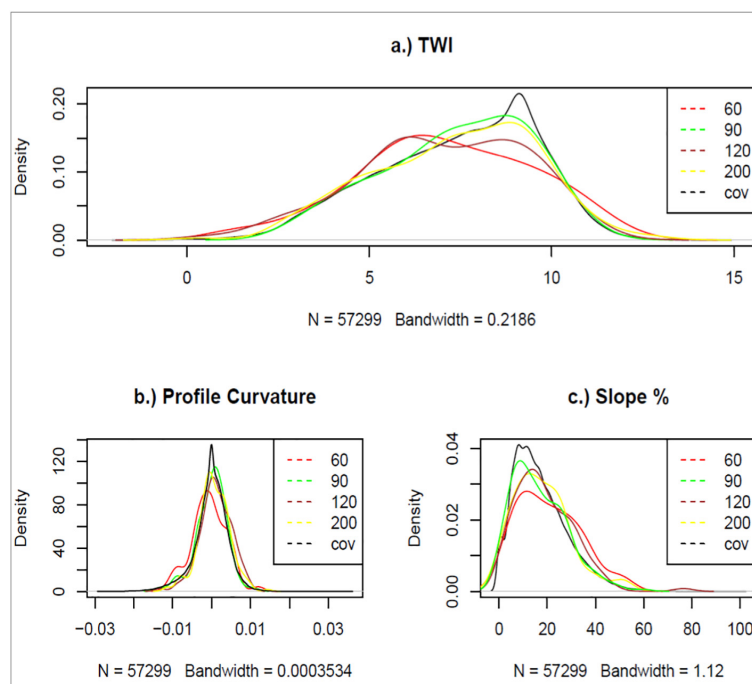 a.) TWI
Density
0.00 0.10 0.20
60
90
120
200
cov
0 5 10 15
N = 57299 Bandwidth = 0.2186
b.) Profile Curvature
Density
0 40 80 120
60
90
120
200
cov
−0.03 −0.01 0.01 0.03
N = 57299 Bandwidth = 0.0003534
c.) Slope %
Density
0.00 0.02 0.04
60
90
120
200
cov
0 20 40 60 80 100
N = 57299 Bandwidth = 1.12